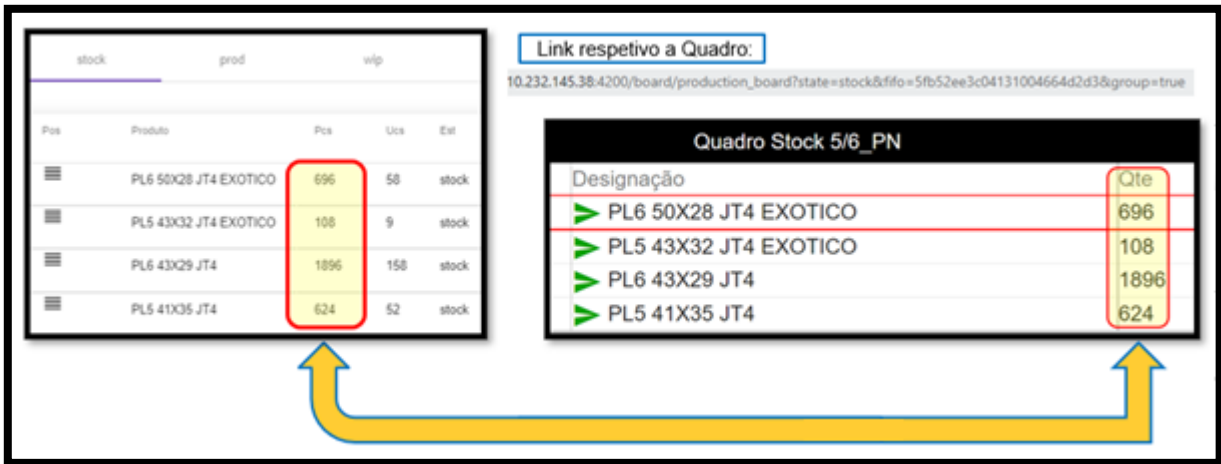 stock prod wip
Pos Produto Pcs Ucs Est
PL6 50X28 JT4 EXOTICO 696 58 stock
PL5 43X32 JT4 EXOTICO 108 9 stock
PL6 43X29 JT4 1896 158 stock
PL5 41X35 JT4 624 52 stock
Link respetivo a Quadro:
10.232.145.38:4200/board/production_board?state=stock&fifo=5fb52ee3c04131004664d2d3&group=true
Quadro Stock 5/6_PN
Designação Qte
PL6 50X28 JT4 EXOTICO 696
PL5 43X32 JT4 EXOTICO 108
PL6 43X29 JT4 1896
PL5 41X35 JT4 624